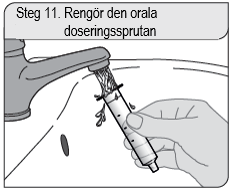 Steg 11. Rengör den orala
doseringssprutan